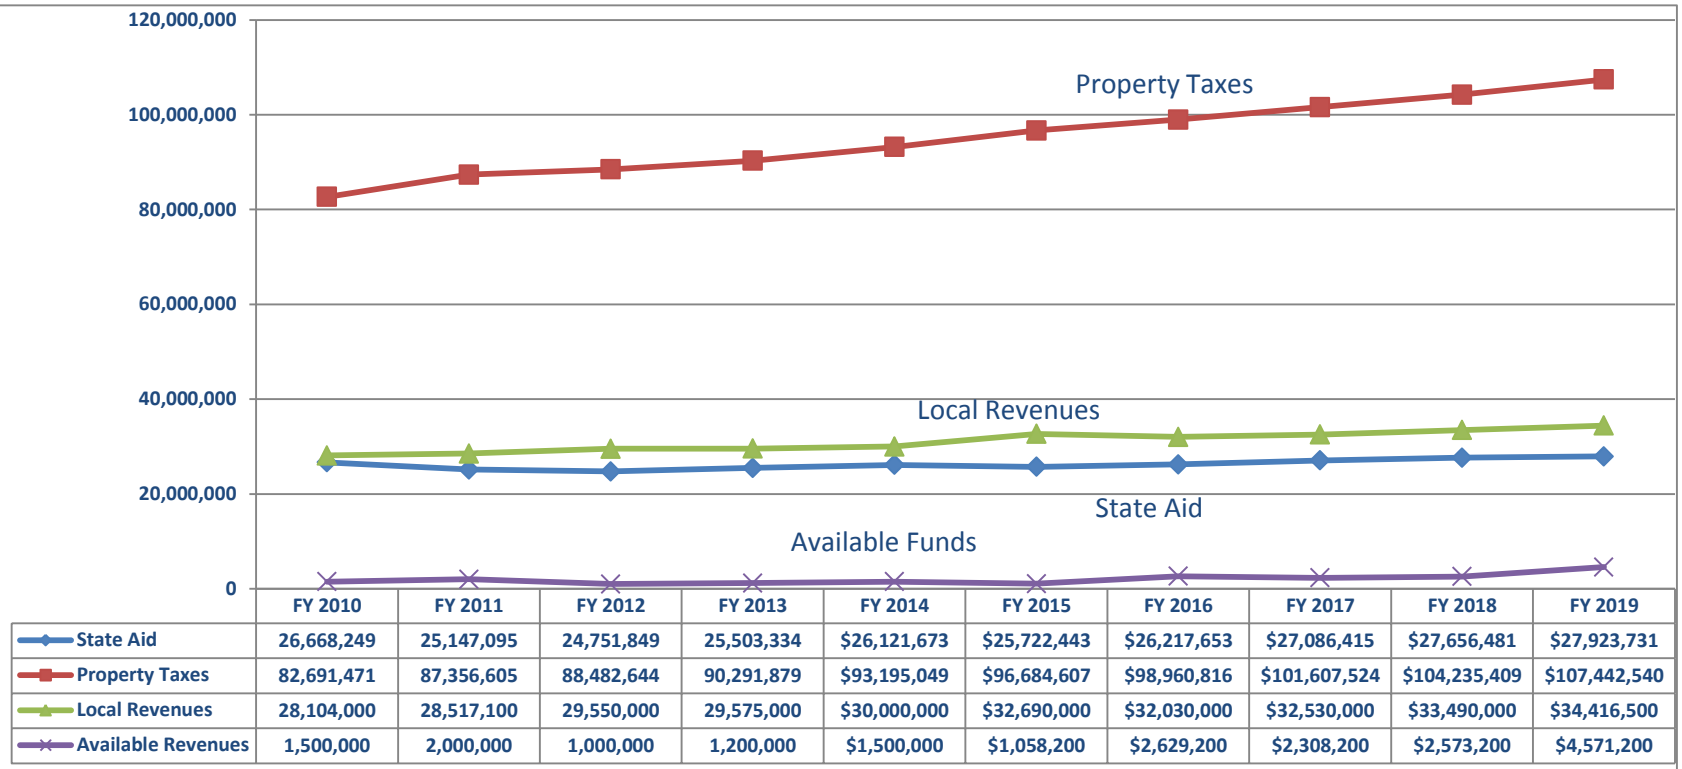 120,000,000
Property Taxes
100,000,000
80,000,000
60,000,000
40,000,000
Local Revenues
20,000,000
State Aid
Available Funds
0
FY 2010 FY 2011 FY 2012 FY 2013 FY 2014 FY 2015 FY 2016 FY 2017 FY 2018 FY 2019
State Aid 26,668,249 25,147,095 24,751,849 25,503,334 $26,121,673 $25,722,443 $26,217,653 $27,086,415 $27,656,481 $27,923,731
Property Taxes 82,691,471 87,356,605 88,482,644 90,291,879 $93,195,049 $96,684,607 $98,960,816 $101,607,524 $104,235,409 $107,442,540
Local Revenues 28,104,000 28,517,100 29,550,000 29,575,000 $30,000,000 $32,690,000 $32,030,000 $32,530,000 $33,490,000 $34,416,500
Available Revenues 1,500,000 2,000,000 1,000,000 1,200,000 $1,500,000 $1,058,200 $2,629,200 $2,308,200 $2,573,200 $4,571,200